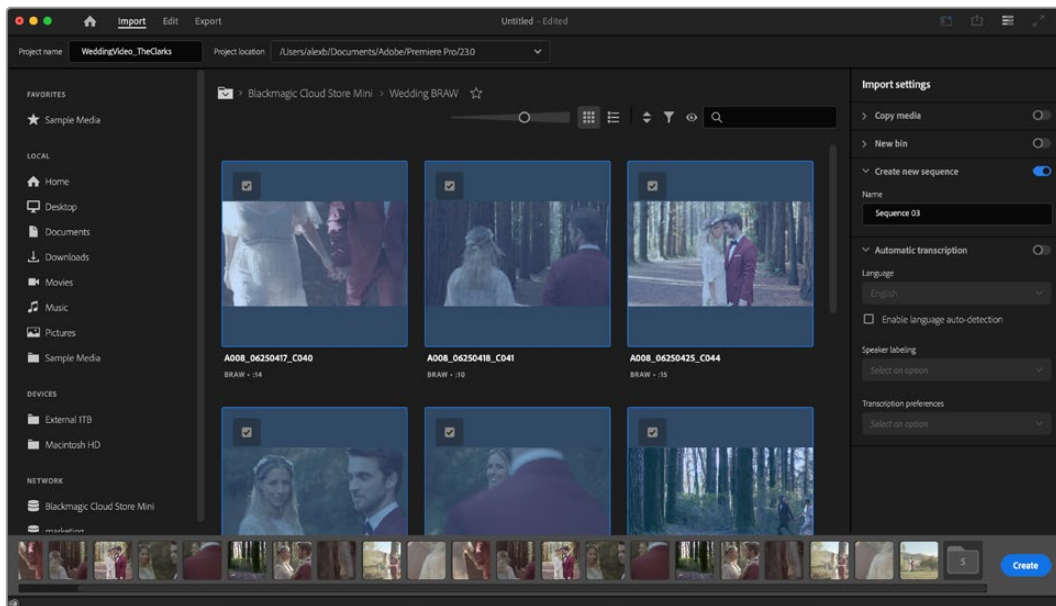 Import Edit Export Untitled - Edited
Project name WeddingVideo_TheClarks Project location /Users/alexb/Documents/Adobe/Premiere Pro/23.0
FAVORITES
Sample Media
LOCAL
Home
Desktop
Documents
Downloads
Movies
Music
Pictures
Sample Media
DEVICES
External 1TB
Macintosh HD
NETWORK
Blackmagic Cloud Store Mini
marketing
Blackmagic Cloud Store Mini > Wedding BRAW
A008_06250417_C040
BRAW • :14
A008_06250418_C041
BRAW • :10
A008_06250425_C044
BRAW • :15
Import settings
Copy media
New bin
Create new sequence
Name
Sequence 03
Automatic transcription
Language
English
Enable language auto-detection
Speaker labeling
Select an option
Transcription preferences
Select an option
S
Create